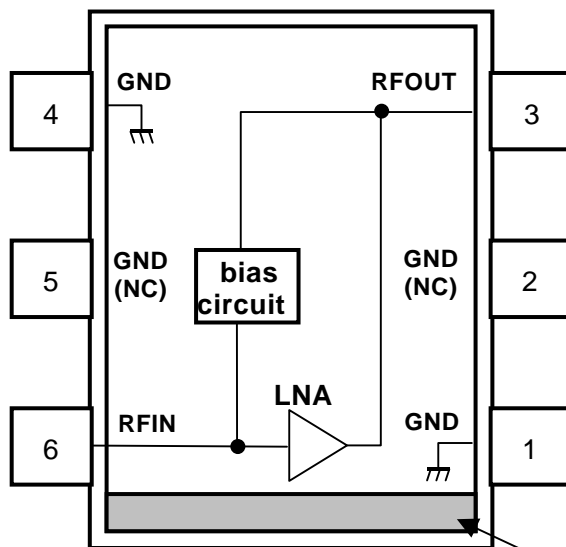 GND
RFOUT
4
3
5
GND
(NC)
bias
circuit
GND
(NC)
2
LNA
6
RFIN
GND
1